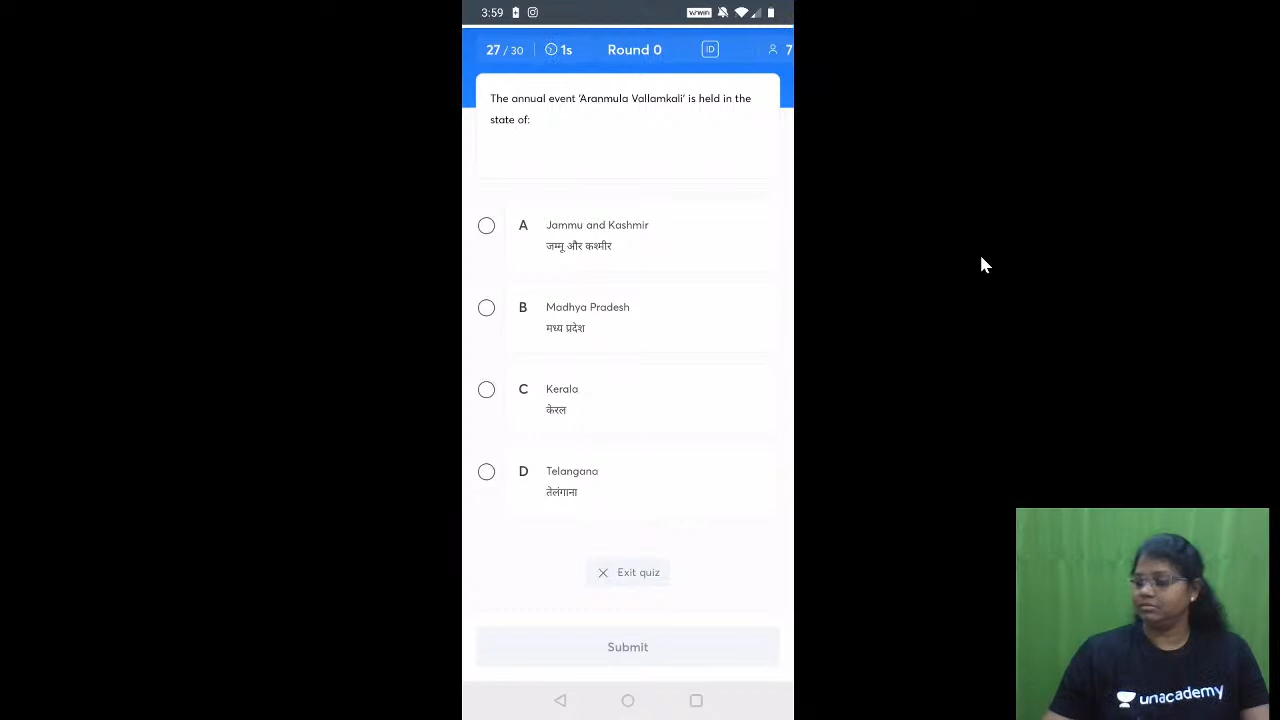 3:59
VoWiFi
27 / 30 1s Round 0 ID 7
The annual event 'Aranmula Vallamkali' is held in the
state of:
A Jammu and Kashmir
जम्मू और कश्मीर
B Madhya Pradesh
मध्य प्रदेश
C Kerala
केरल
D Telangana
तेलंगाना
Exit quiz
Submit
unacademy